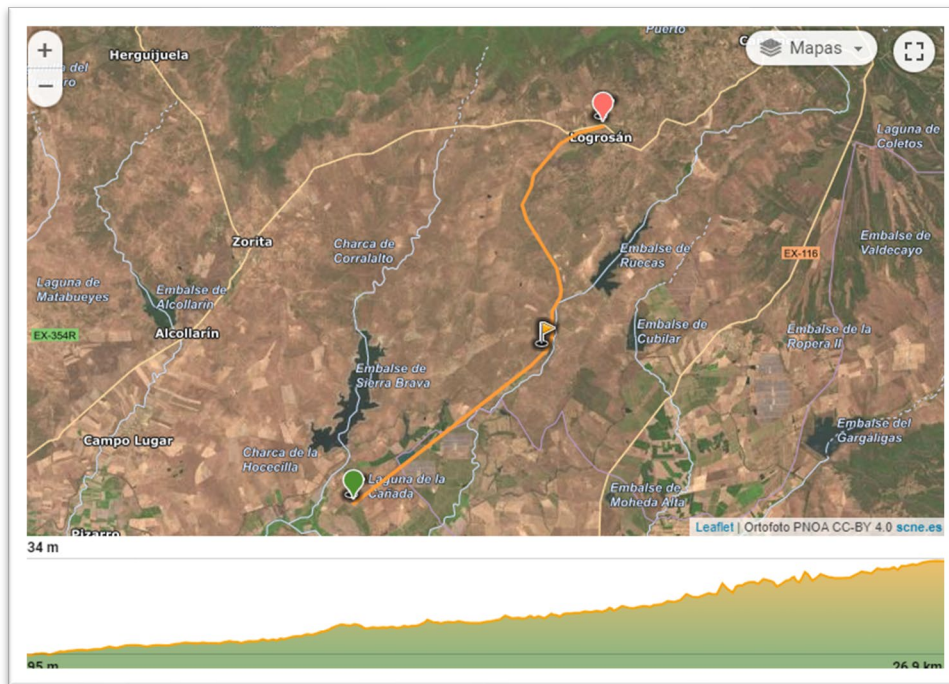 +
−
Herguijuela
Puerto
Mapas
Logrosán
Laguna de
Coletos
Zorita
Charca de
Corralalto
Embalse de
Ruecas
Embalse de
Valdecayo
EX-116
Laguna de
Matabueyes
Embalse de
Alcollarín
EX-354R
Alcollarín
Embalse de
Cubilar
Embalse de la
Ropera II
Embalse de
Sierra Brava
Campo Lugar
Charca de la
Hocecilla
Laguna de la
Cañada
Embalse del
Gargáligas
Embalse de
Moheda Alta
Pizarro
Leaflet | Ortofoto PNOA CC-BY 4.0 scne.es
34 m
95 m
26.9 km